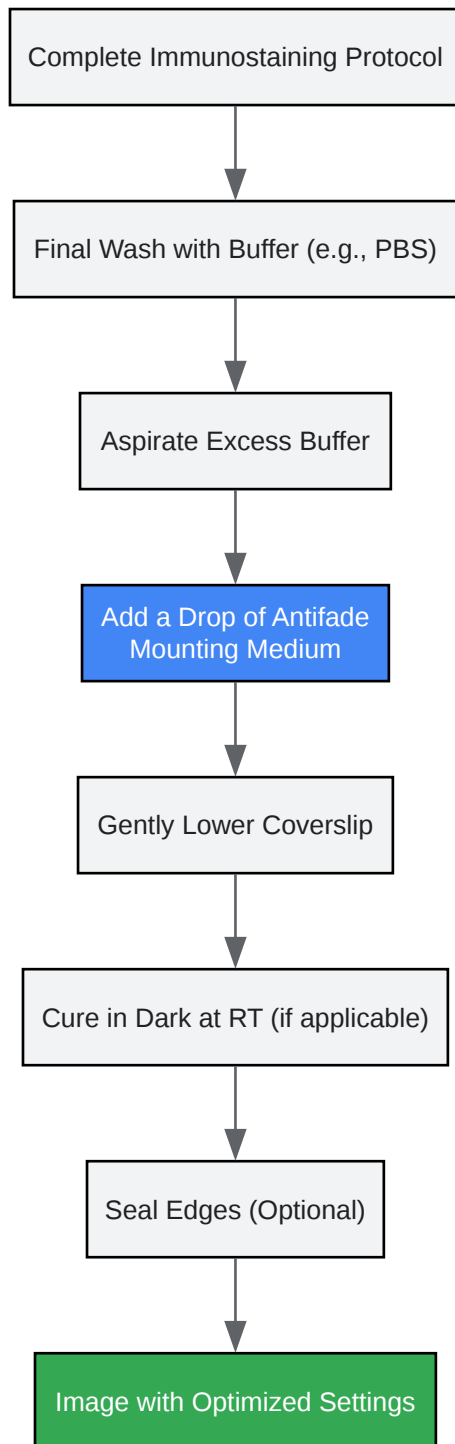 Complete Immunostaining Protocol
Final Wash with Buffer (e.g., PBS)
Aspirate Excess Buffer
Add a Drop of Antifade
Mounting Medium
Gently Lower Coverslip
Cure in Dark at RT (if applicable)
Seal Edges (Optional)
Image with Optimized Settings